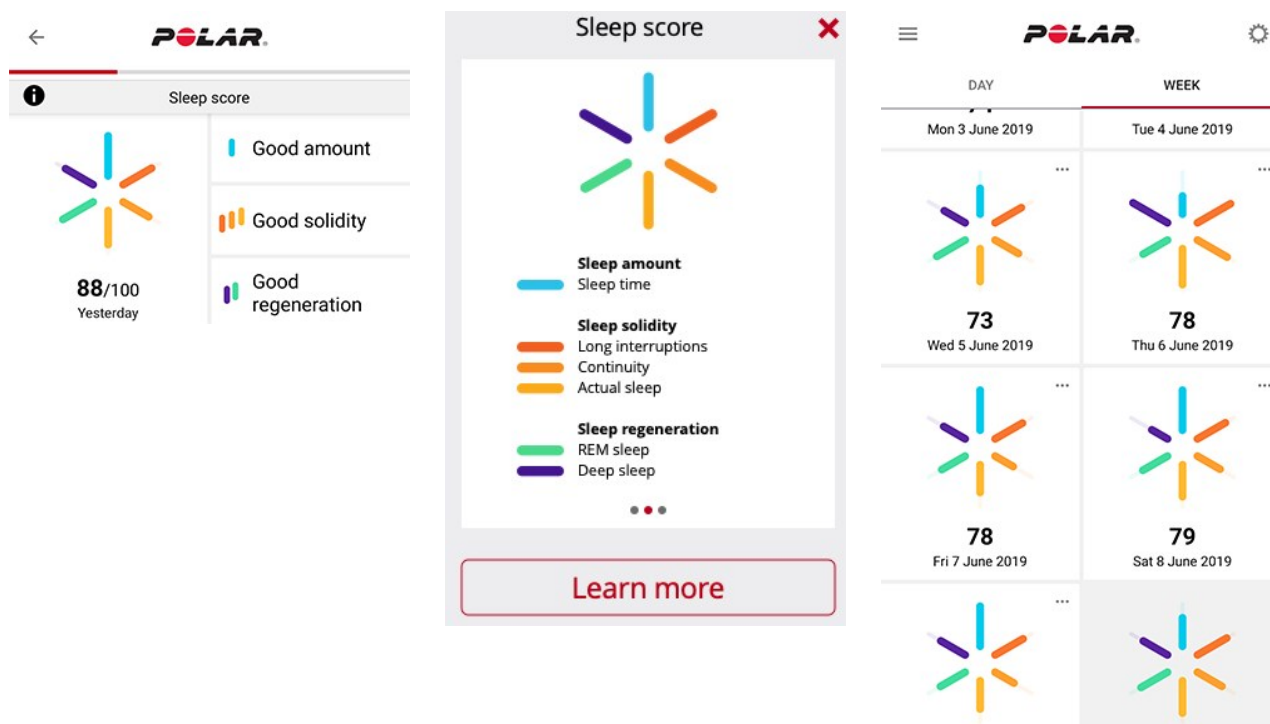 POLAR
Sleep score
Good amount
Good solidity
Good
regeneration
88/100
Yesterday
Sleep score
Sleep amount
Sleep time
Sleep solidity
Long interruptions
Continuity
Actual sleep
Sleep regeneration
REM sleep
Deep sleep
Learn more
POLAR
DAY
WEEK
Mon 3 June 2019
Tue 4 June 2019
73
Wed 5 June 2019
78
Thu 6 June 2019
78
Fri 7 June 2019
79
Sat 8 June 2019